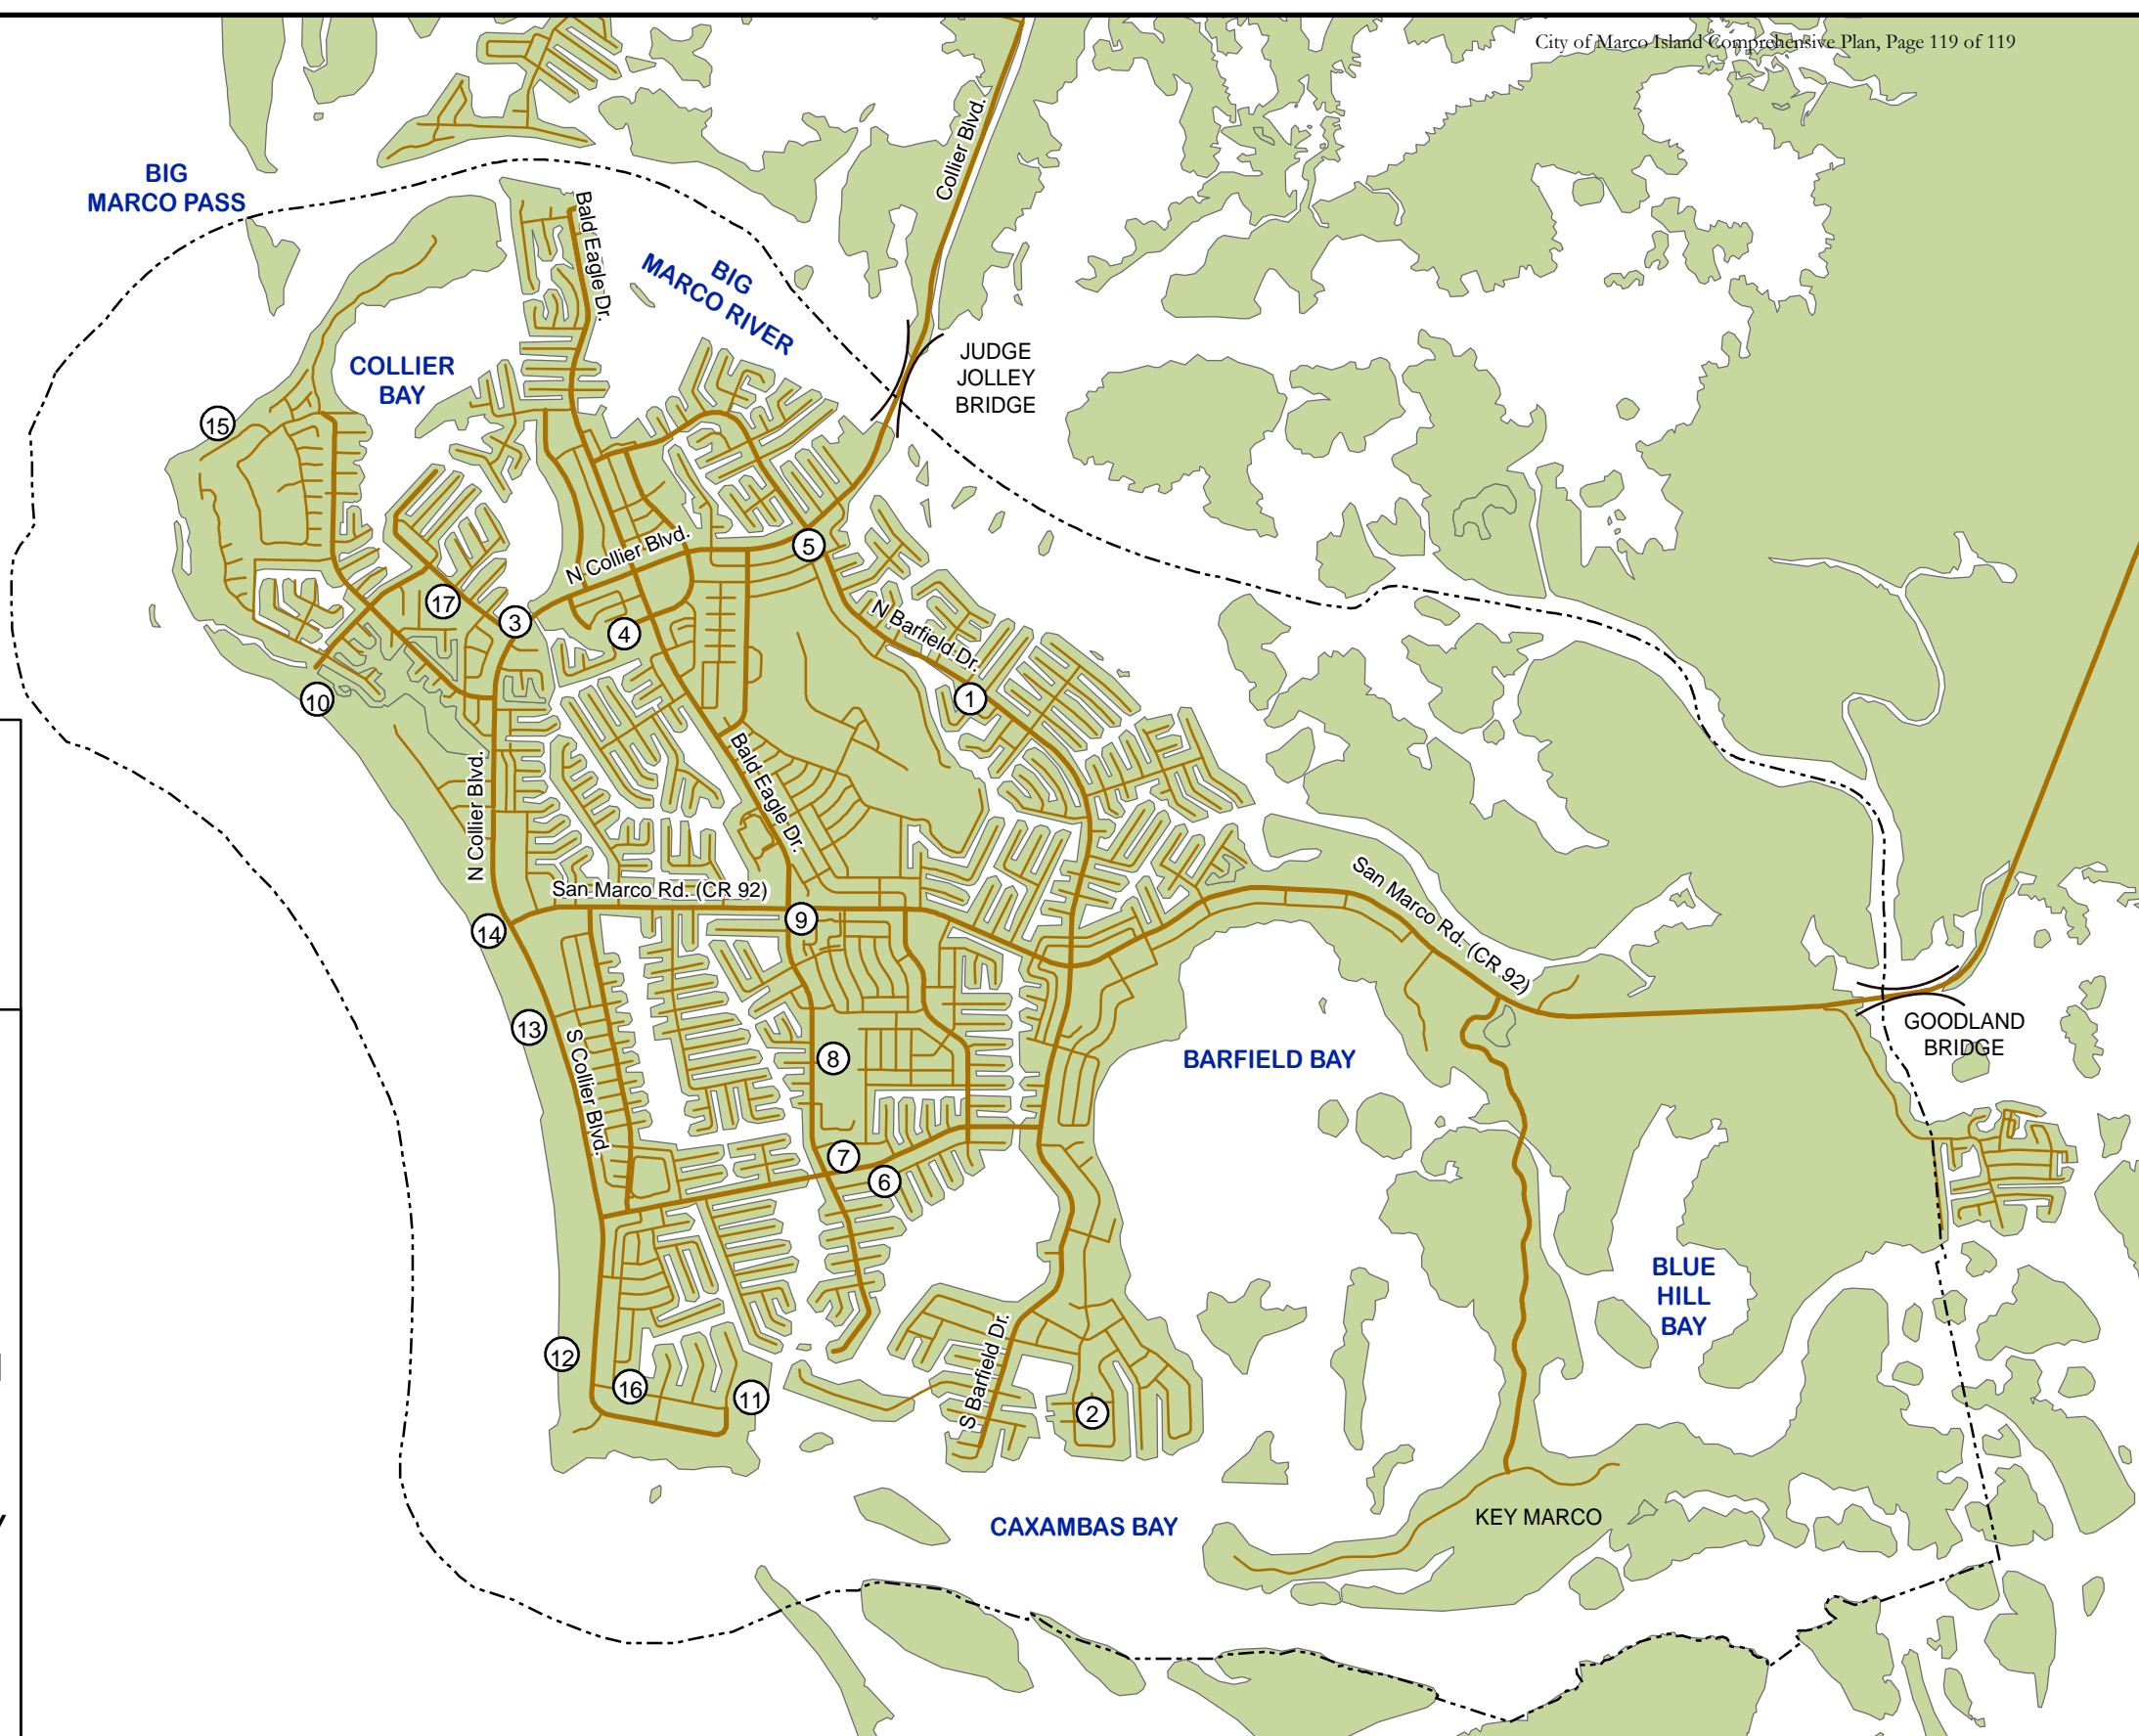 City of Marco Island Comprehensive Plan, Page 119 of 119
Collier Blvd.
BIG
MARCO PASS
Bald Eagle Dr.
BIG
MARCO RIVER
JUDGE
JOLLEY
BRIDGE
COLLIER
BAY
15
N Collier Blvd.
5
17
3
4
N Barfield Dr.
1
10
Bald Eagle Dr.
N Collier Blvd.
San Marco Rd. (CR 92)
San Marco Rd. (CR 92)
9
14
13
S Collier Blvd.
8
BARFIELD BAY
GOODLAND
BRIDGE
7
6
BLUE
HILL
BAY
S Barfield Dr.
12
16
11
2
CAXAMBAS BAY
KEY MARCO